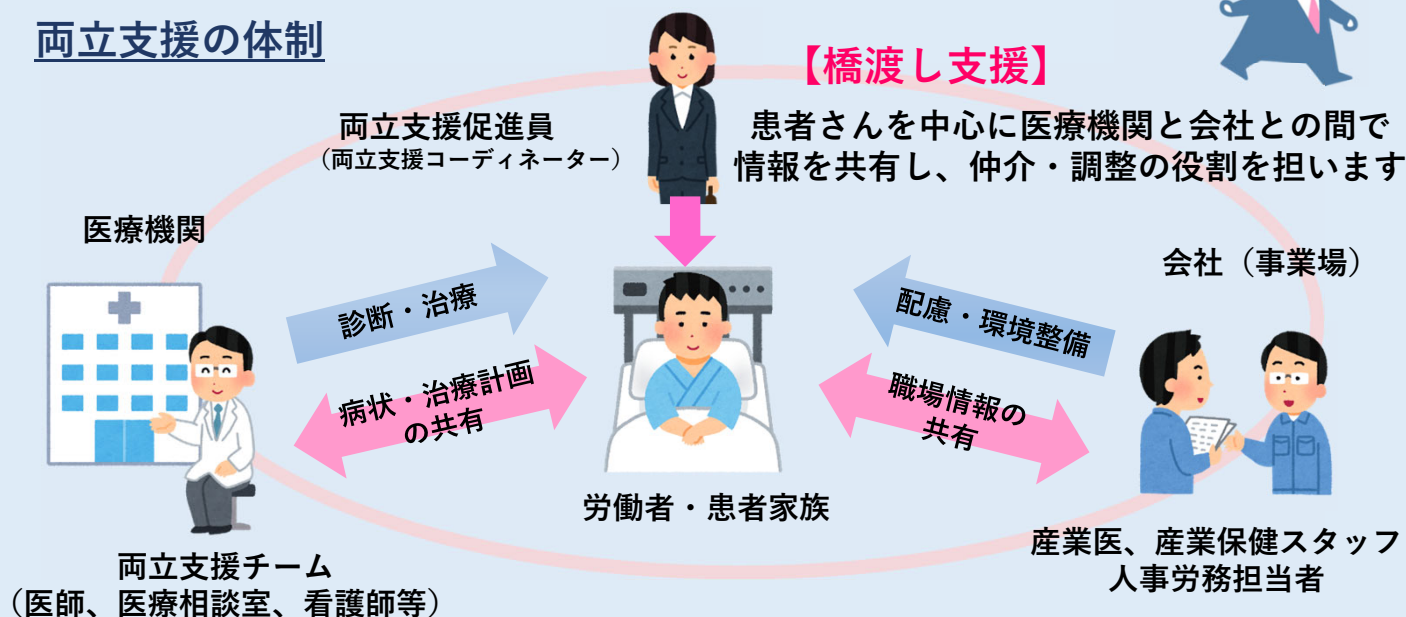 両立支援の体制
【橋渡し支援】
両立支援促進員
（両立支援コーディネーター）
患者さんを中心に医療機関と会社との間で
情報を共有し、仲介・調整の役割を担います
医療機関
会社（事業場）
診断・治療
配慮・環境整備
病状・治療計画
の共有
職場情報の
共有
労働者・患者家族
両立支援チーム
（医師、医療相談室、看護師等）
産業医、産業保健スタッフ
人事労務担当者